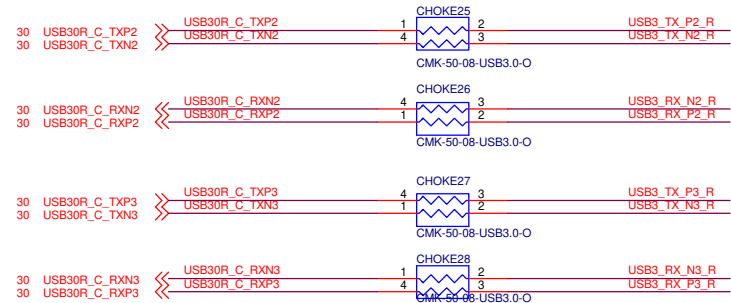 CHOKE25
30 USB30R_C_TXP2 USB30R_C_TXP2 1 2 USB3_TX_P2_R
30 USB30R_C_TXN2 USB30R_C_TXN2 4 3 USB3_TX_N2_R
CMK-50-08-USB3.0-O
CHOKE26
30 USB30R_C_RXN2 USB30R_C_RXN2 4 3 USB3_RX_N2_R
30 USB30R_C_RXP2 USB30R_C_RXP2 1 2 USB3_RX_P2_R
CMK-50-08-USB3.0-O
CHOKE27
30 USB30R_C_TXP3 USB30R_C_TXP3 4 3 USB3_TX_P3_R
30 USB30R_C_TXN3 USB30R_C_TXN3 1 2 USB3_TX_N3_R
CMK-50-08-USB3.0-O
CHOKE28
30 USB30R_C_RXN3 USB30R_C_RXN3 1 2 USB3_RX_N3_R
30 USB30R_C_RXP3 USB30R_C_RXP3 4 3 USB3_RX_P3_R
CMK-50-08-USB3.0-O